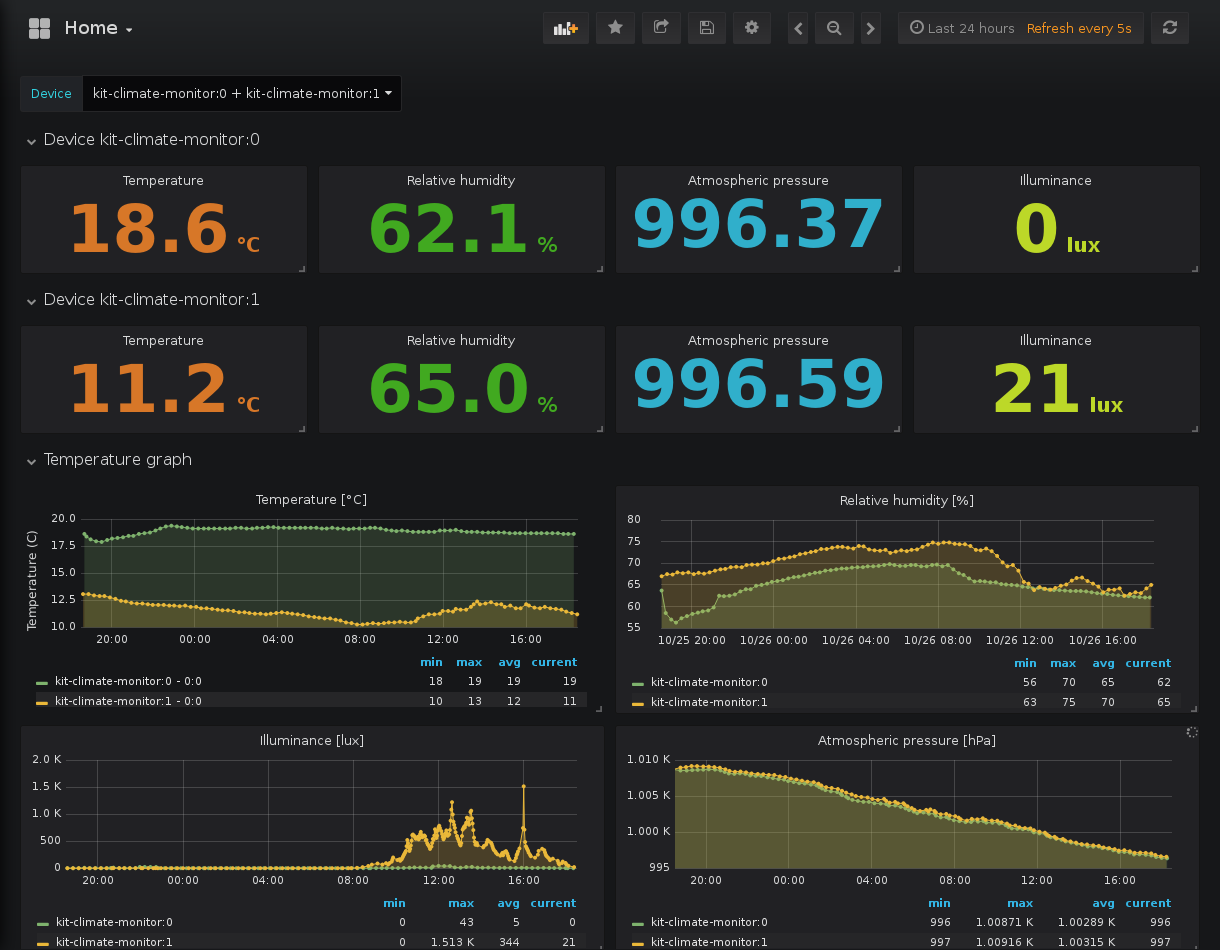 Home
Last 24 hours Refresh every 5s
Device kit-climate-monitor:0 + kit-climate-monitor:1
Device kit-climate-monitor:0
Temperature Relative humidity Atmospheric pressure Illuminance
18.6 °C 62.1 % 996.37 0 lux
Device kit-climate-monitor:1
Temperature Relative humidity Atmospheric pressure Illuminance
11.2 °C 65.0 % 996.59 21 lux
Temperature graph
Temperature [°C]
Temperature (C)
20.0
17.5
15.0
12.5
10.0
20:00 00:00 04:00 08:00 12:00 16:00
min max avg current
kit-climate-monitor:0 - 0:0 18 19 19 19
kit-climate-monitor:1 - 0:0 10 13 12 11
Relative humidity [%]
80
75
70
65
60
55
10/25 20:00 10/26 00:00 10/26 04:00 10/26 08:00 10/26 12:00 10/26 16:00
min max avg current
kit-climate-monitor:0 56 70 65 62
kit-climate-monitor:1 63 75 70 65
Illuminance [lux]
2.0 K
1.5 K
1.0 K
500
0
20:00 00:00 04:00 08:00 12:00 16:00
min max avg current
kit-climate-monitor:0 0 43 5 0
kit-climate-monitor:1 0 1.513 K 344 21
Atmospheric pressure [hPa]
1.010 K
1.005 K
1.000 K
995
20:00 00:00 04:00 08:00 12:00 16:00
min max avg current
kit-climate-monitor:0 996 1.00871 K 1.00289 K 996
kit-climate-monitor:1 997 1.00916 K 1.00315 K 997